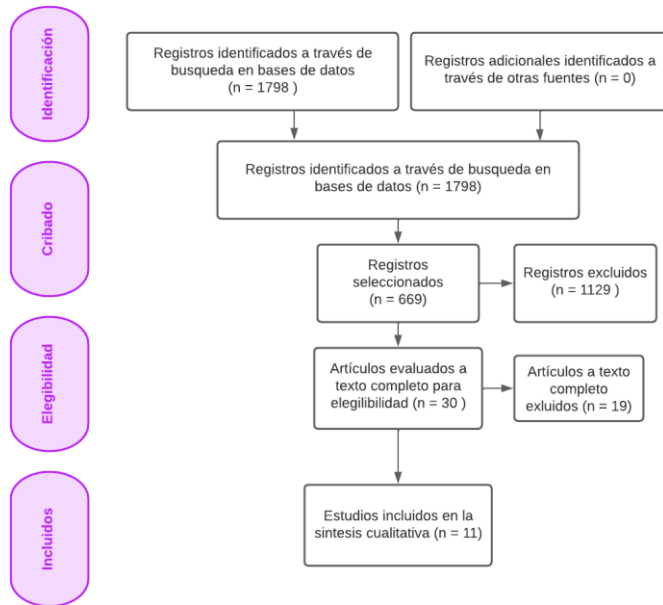 Identificación
Registros identificados a través de
busqueda en bases de datos
(n = 1798 )
Registros adicionales identificados a
través de otras fuentes (n = 0)
Registros identificados a través de busqueda en
bases de datos (n = 1798)
Cribado
Registros
seleccionados
(n = 669)
Registros excluidos
(n = 1129 )
Elegibilidad
Artículos evaluados a
texto completo para
elegilibilidad (n = 30 )
Artículos a texto
completo
exluidos (n = 19)
Incluidos
Estudios incluidos en la
sintesis cualitativa (n = 11)